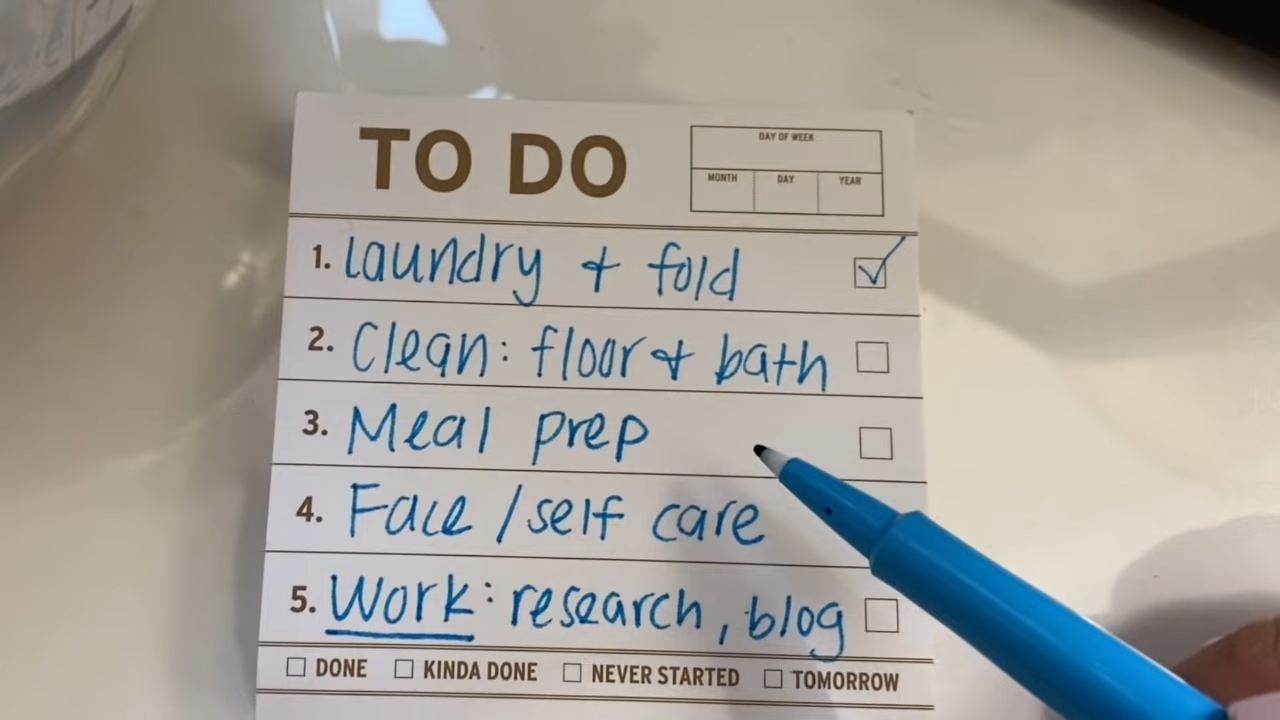 TO DO
DAY OF WEEK
MONTH DAY YEAR
1. laundry + fold
2. Clean: floor + bath
3. Meal prep
4. Face / self care
5. Work: research, blog
DONE KINDA DONE NEVER STARTED TOMORROW